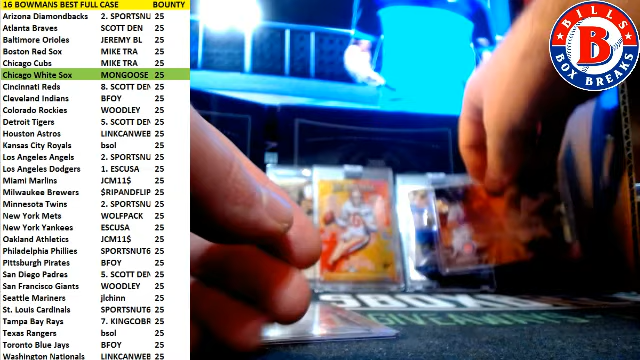 16 BOWMANS BEST FULL CASE BOUNTY
Arizona Diamondbacks 2. SPORTSNU 25
Atlanta Braves SCOTT DEN 25
Baltimore Orioles JEREMY BL 25
Boston Red Sox MIKE TRA 25
Chicago Cubs MIKE TRA 25
Chicago White Sox MONGOOSE 25
Cincinnati Reds 8. SCOTT DEN 25
Cleveland Indians BFOY 25
Colorado Rockies WOODLEY 25
Detroit Tigers 5. SCOTT DEN 25
Houston Astros LINKCANWEB 25
Kansas City Royals bsol 25
Los Angeles Angels 2. SPORTSNU 25
Los Angeles Dodgers 1. ESCUSA 25
Miami Marlins JCM11$ 25
Milwaukee Brewers $RIPANDFLIP 25
Minnesota Twins 2. SPORTNU 25
New York Mets WOLFPACK 25
New York Yankees ESCUSA 25
Oakland Athletics JCM11$ 25
Philadelphia Phillies SPORTSNUT6 25
Pittsburgh Pirates BFOY 25
San Diego Padres 5. SCOTT DEN 25
San Francisco Giants WOODLEY 25
Seattle Mariners jlchinn 25
St. Louis Cardinals SPORTSNUT6 25
Tampa Bay Rays 7. KINGCOBR 25
Texas Rangers bsol 25
Toronto Blue Jays BFOY 25
Washington Nationals LINKCANWEB 25
BILLS
B
BOX BREAKS